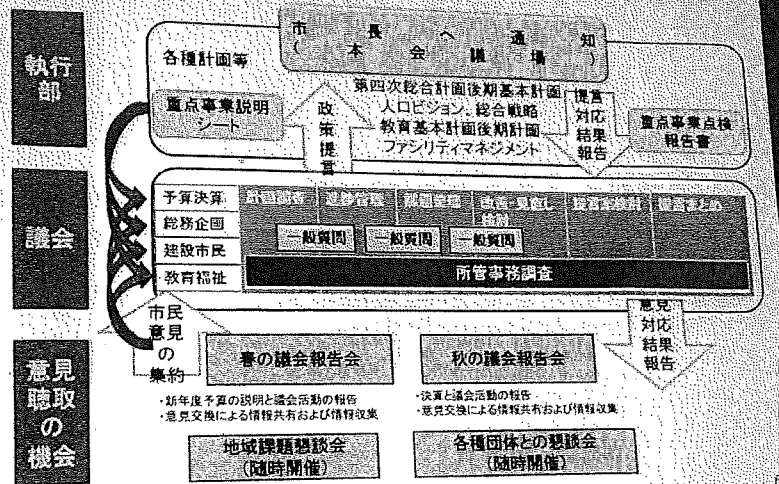 市長へ通知
(本会議場)
執行部
各種計画等
重点事業説明
シート
政策提言
第四次総合計画後期基本計画
人口ビジョン、総合戦略
教育基本計画後期計画
ファシリティマネジメント
提言対応結果報告
重点事業点検
報告書
議会
予算決算
総務企画
建設市民
教育福祉
計画調査
進捗管理
課題整理
改善・見直し
検討
提言まとめ
一般質問
一般質問
一般質問
所管事務調査
意見聴取の機会
市民意見の集約
意見対応結果報告
春の議会報告会
・新年度予算の説明と議会活動の報告
・意見交換による情報共有および情報収集
秋の議会報告会
・決算と議会活動の報告
・意見交換による情報共有および情報収集
地域課題懇談会
(随時開催)
各種団体との懇談会
(随時開催)